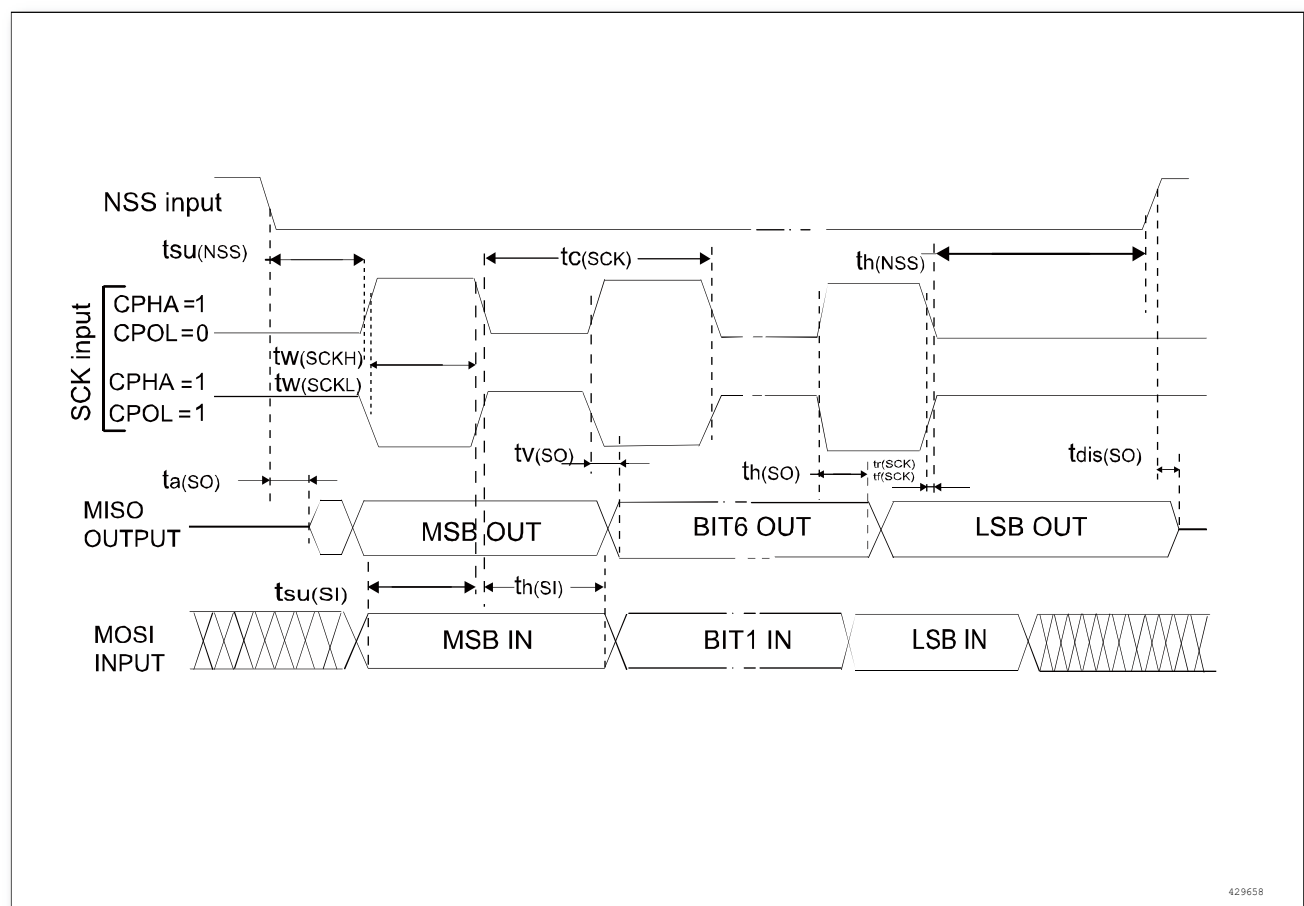 NSS input
tsu(NSS)
tc(SCK)
th(NSS)
SCK input
CPHA =1
CPOL =0
tw(SCKH)
CPHA =1
tw(SCKL)
CPOL =1
tv(SO)
th(SO)
tr(SCK)
tf(SCK)
tdis(SO)
ta(SO)
MISO
OUTPUT
MSB OUT
BIT6 OUT
LSB OUT
tsu(SI)
th(SI)
MOSI
INPUT
MSB IN
BIT1 IN
LSB IN
429658